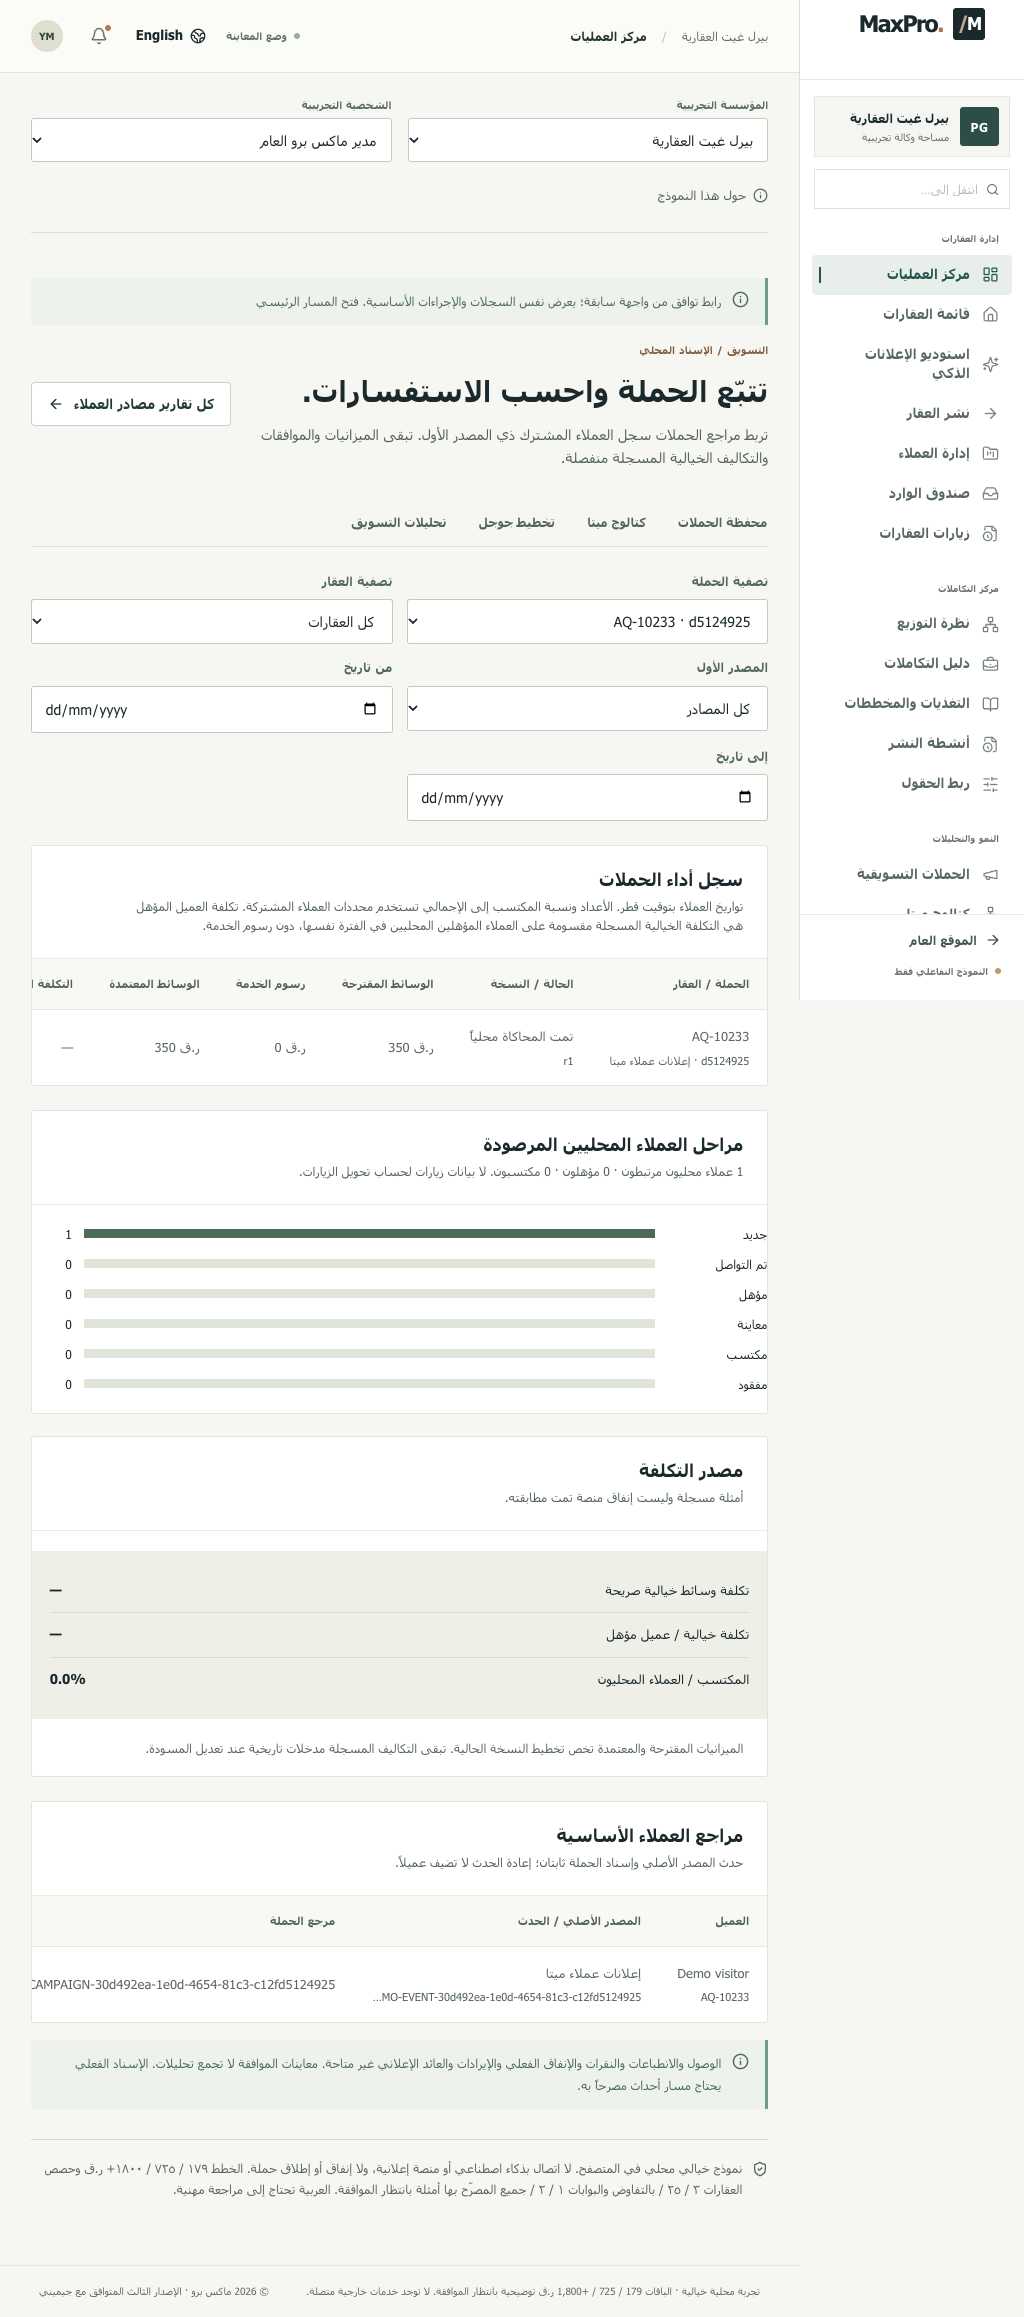 MaxPro. /M
PG بيرل غيت العقارية
مساحة وكالة تجريبية
انتقل إلى...
إدارة العقارات
مركز العمليات
قائمة العقارات
استوديو الإعلانات
الذكي
نشر العقار
إدارة العملاء
صندوق الوارد
زيارات العقارات
مركز التكاملات
نظرة التوزيع
دليل التكاملات
التغذيات والمخططات
أنشطة النشر
ربط الحقول
النمو والتحليلات
الحملات التسويقية
الموقع العام
النموذج التفاعلي فقط
بيرل غيت العقارية / مركز العمليات
وضع المعاينة
English
YM
المؤسسة التجريبية
بيرل غيت العقارية
الشخصية التجريبية
مدير ماكس برو العام
حول هذا النموذج
رابط توافق من واجهة سابقة؛ يعرض نفس السجلات والإجراءات الأساسية. فتح المسار الرئيسي
التسويق / الإسناد المحلي
تتبّع الحملة واحسب الاستفسارات.
تربط مراجع الحملات سجل العملاء المشترك ذي المصدر الأول. تبقى الميزانيات والموافقات
والتكاليف الخيالية المسجلة منفصلة.
كل تقارير مصادر العملاء
محفظة الحملات
كتالوج ميتا
تخطيط جوجل
تحليلات التسويق
تصفية الحملة
AQ-10233 · d5124925
تصفية العقار
كل العقارات
المصدر الأول
كل المصادر
من تاريخ
dd/mm/yyyy
إلى تاريخ
dd/mm/yyyy
سجل أداء الحملات
تواريخ العملاء بتوقيت قطر. الأعداد ونسبة المكتسب إلى الإجمالي تستخدم محددات العملاء المشتركة. تكلفة العميل المؤهل
هي التكلفة الخيالية المسجلة مقسومة على العملاء المؤهلين المحليين في الفترة نفسها، دون رسوم الخدمة.
الحملة / العقار
الحالة / النسخة
الوسائط المقترحة
رسوم الخدمة
الوسائط المعتمدة
التكلفة
AQ-10233
d5124925 · إعلانات عملاء ميتا
تمت المحاكاة محلياً
r1
ر.ق 350
ر.ق 0
ر.ق 350
—
مراحل العملاء المحليين المرصودة
1 عملاء محليون مرتبطون · 0 مؤهلون · 0 مكتسبون. لا بيانات زيارات لحساب تحويل الزيارات.
جديد 1
تم التواصل 0
مؤهل 0
معاينة 0
مكتسب 0
مفقود 0
مصدر التكلفة
أمثلة مسجلة وليست إنفاق منصة تمت مطابقته.
تكلفة وسائط خيالية صريحة —
تكلفة خيالية / عميل مؤهل —
المكتسب / العملاء المحليون 0.0%
الميزانيات المقترحة والمعتمدة تخص تخطيط النسخة الحالية. تبقى التكاليف المسجلة مدخلات تاريخية عند تعديل المسودة.
مراجع العملاء الأساسية
حدث المصدر الأصلي وإسناد الحملة ثابتان؛ إعادة الحدث لا تضيف عميلاً.
العميل
المصدر الأصلي / الحدث
مرجع الحملة
Demo visitor
AQ-10233
إعلانات عملاء ميتا
MO-EVENT-30d492ea-1e0d-4654-81c3-c12fd5124925...
CAMPAIGN-30d492ea-1e0d-4654-81c3-c12fd5124925
الوصول والانطباعات والنقرات والإنفاق الفعلي والإيرادات والعائد الإعلاني غير متاحة. معاينات الموافقة لا تجمع تحليلات. الإسناد الفعلي
يحتاج مسار أحداث مصرحاً به.
نموذج خيالي محلي في المتصفح. لا اتصال بذكاء اصطناعي أو منصة إعلانية، ولا إنفاق أو إطلاق حملة. الخطط ١٧٩ / ٧٢٥ / ١٨٠٠+ ر.ق وحصص
العقارات ٣ / ٢٥ / بالتفاوض والبوابات ١ / ٢ / جميع المصرّح بها أمثلة بانتظار الموافقة. العربية تحتاج إلى مراجعة مهنية.
تجربة محلية خيالية · الباقات 179 / 725 / +1,800 ر.ق توضيحية بانتظار الموافقة. لا توجد خدمات خارجية متصلة.
© 2026 ماكس برو · الإصدار الثالث المتوافق مع جيميني